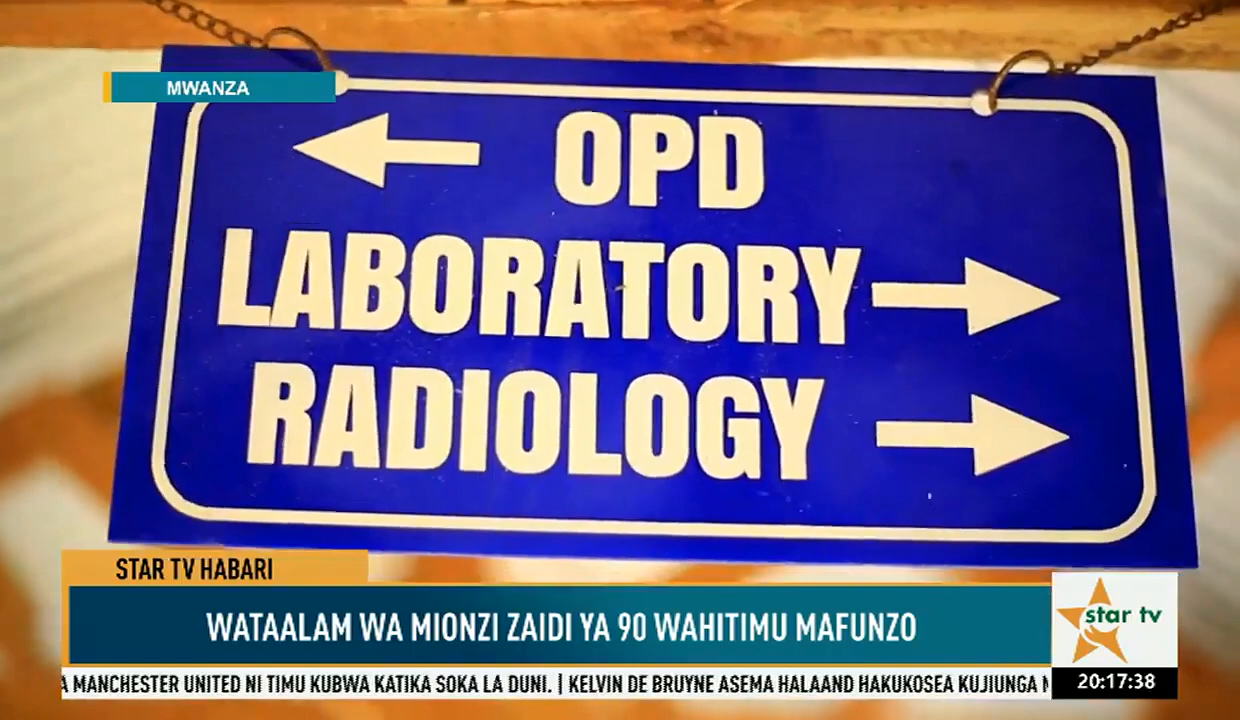 MWANZA
OPD
LABORATORY
RADIOLOGY
STAR TV HABARI
WATAALAM WA MIONZI ZAIDI YA 90 WAHITIMU MAFUNZO
star tv
A MANCHESTER UNITED NI TIMU KUBWA KATIKA SOKA LA DUNI. | KELVIN DE BRUYNE ASEMA HALAAND HAKUKOSEA KUJIUNGA
20:17:38